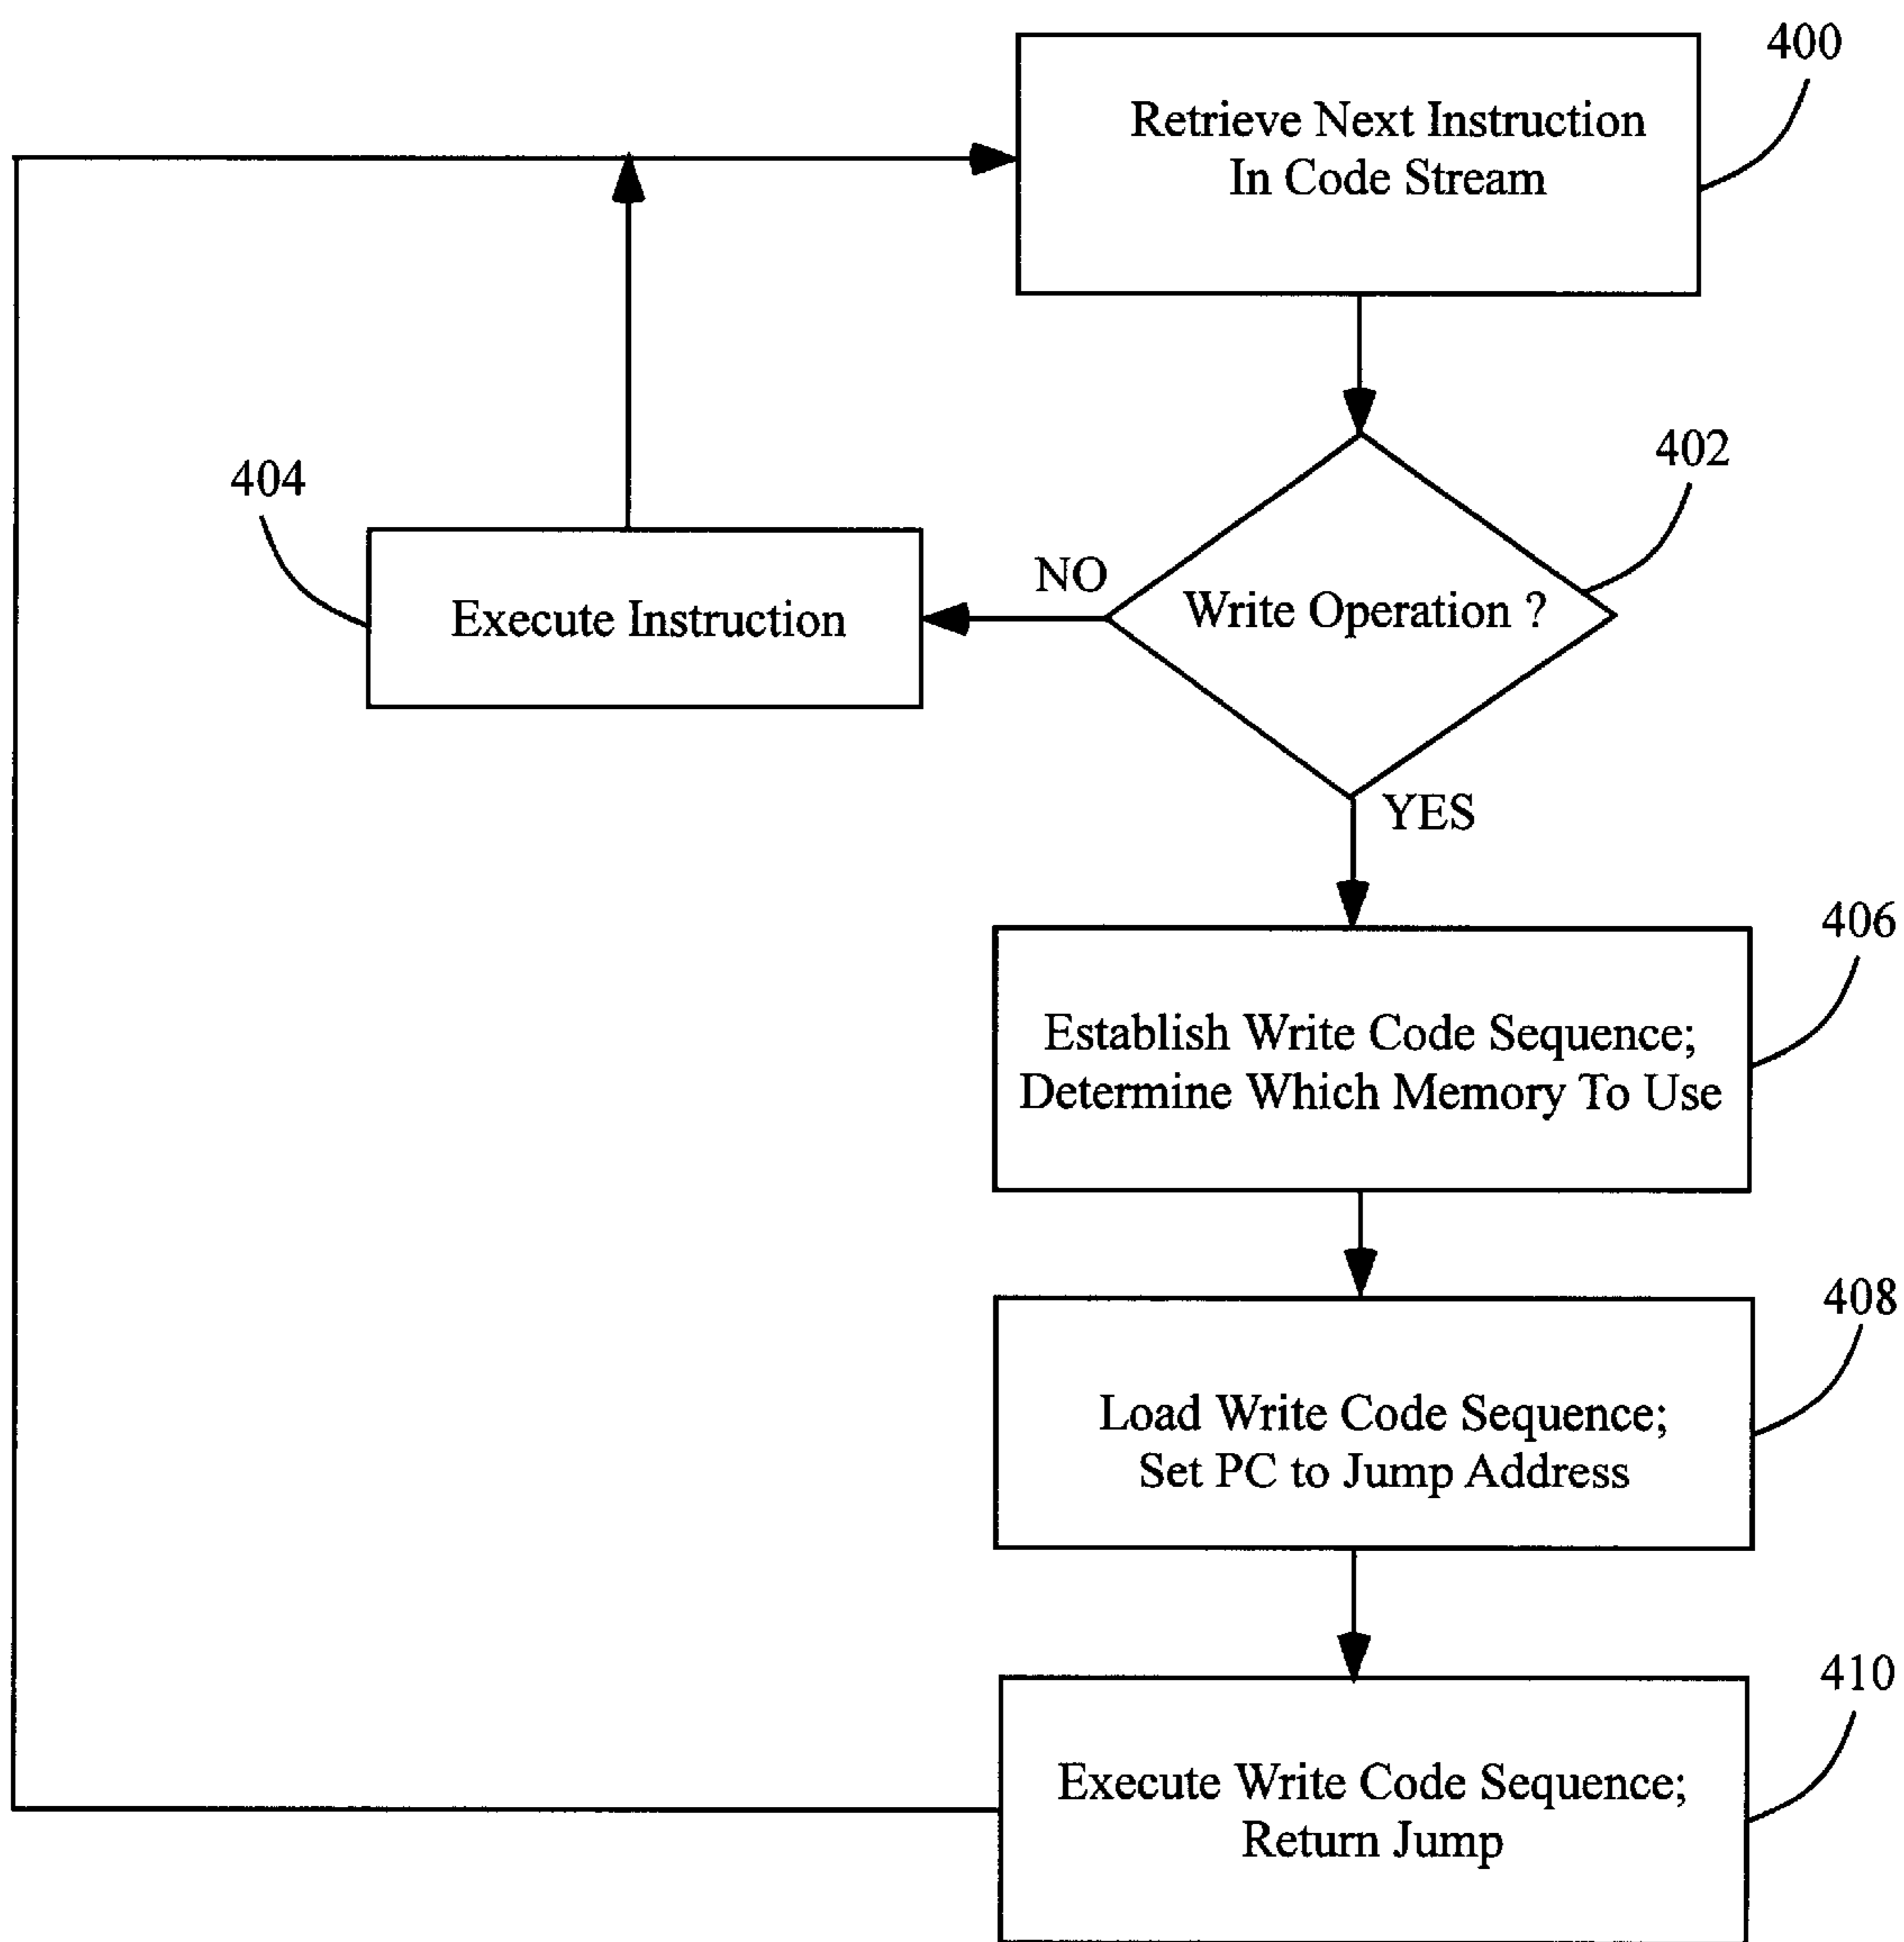 400
Retrieve Next Instruction
In Code Stream
402
404
NO
Write Operation ?
Execute Instruction
YES
406
Establish Write Code Sequence;
Determine Which Memory To Use
408
Load Write Code Sequence;
Set PC to Jump Address
410
Execute Write Code Sequence;
Return Jump